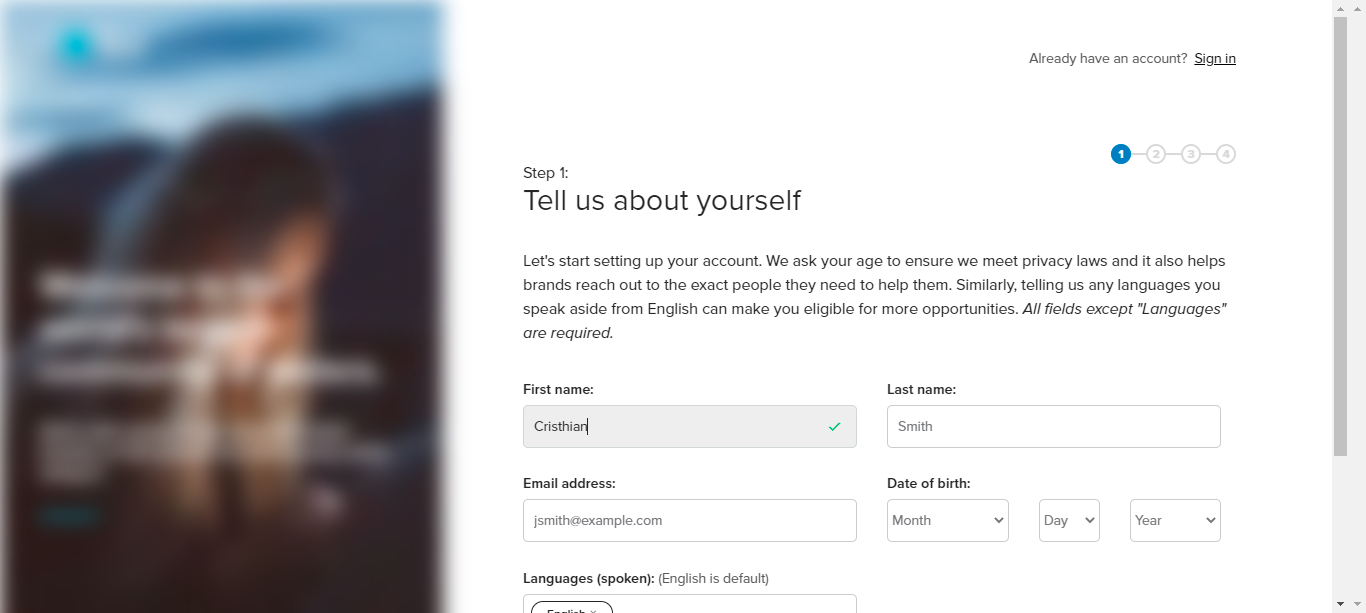 Already have an account? Sign in
1 2 3 4
Step 1:
Tell us about yourself
Let's start setting up your account. We ask your age to ensure we meet privacy laws and it also helps
brands reach out to the exact people they need to help them. Similarly, telling us any languages you
speak aside from English can make you eligible for more opportunities. All fields except "Languages"
are required.
First name: Last name:
Cristhian Smith
Email address: Date of birth:
jsmith@example.com Month Day Year
Languages (spoken): (English is default)
English ×